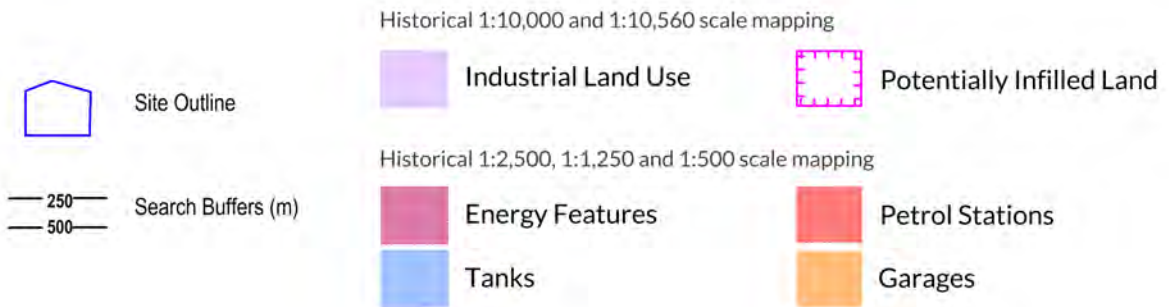 Historical 1:10,000 and 1:10,560 scale mapping
Industrial Land Use
Potentially Infilled Land
Site Outline
Historical 1:2,500, 1:1,250 and 1:500 scale mapping
250
500
Search Buffers (m)
Energy Features
Petrol Stations
Tanks
Garages